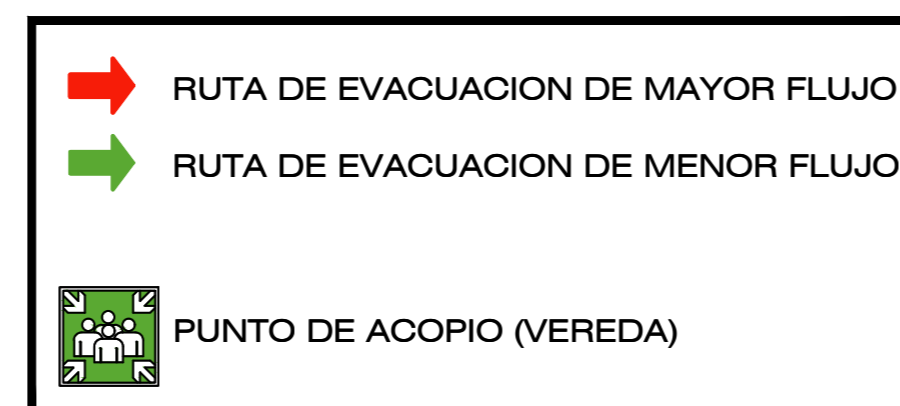 RUTA DE EVACUACION DE MAYOR FLUJO
RUTA DE EVACUACION DE MENOR FLUJO
PUNTO DE ACOPIO (VEREDA)